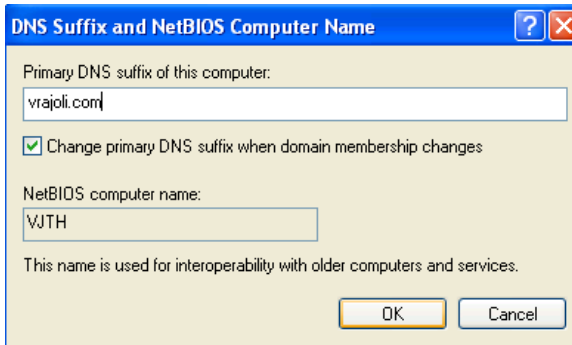 DNS Suffix and NetBIOS Computer Name
Primary DNS suffix of this computer:
vrajoli.com
Change primary DNS suffix when domain membership changes
NetBIOS computer name:
VJTH
This name is used for interoperability with older computers and services.
OK Cancel